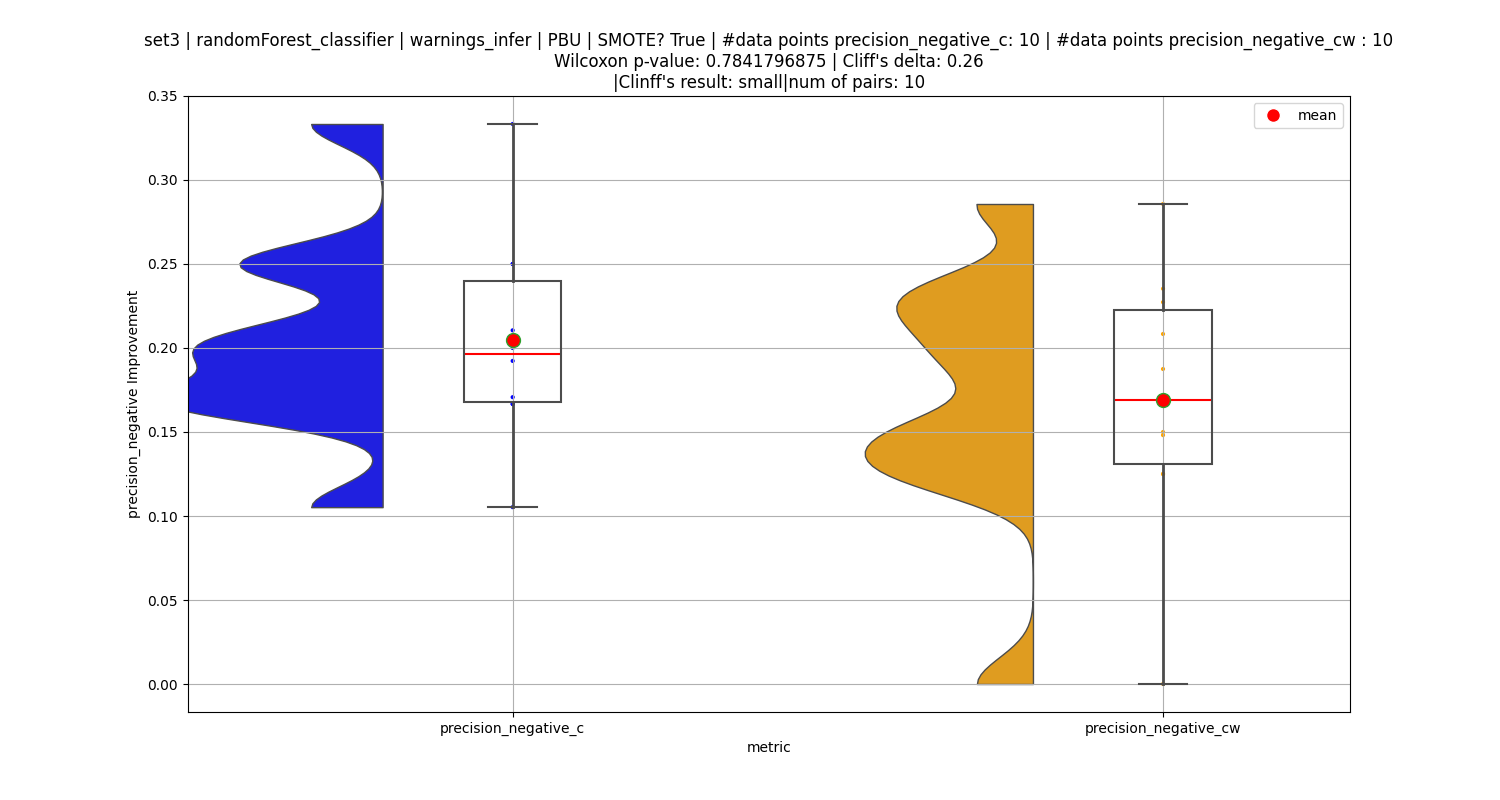 set3 | randomForest_classifier | warnings_infer | PBU | SMOTE? True | #data points precision_negative_c: 10 | #data points precision_negative_cw : 10
Wilcoxon p-value: 0.7841796875 | Cliff's delta: 0.26
|Clinff's result: small|num of pairs: 10
mean
precision_negative Improvement
0.35
0.30
0.25
0.20
0.15
0.10
0.05
0.00
precision_negative_c
precision_negative_cw
metric